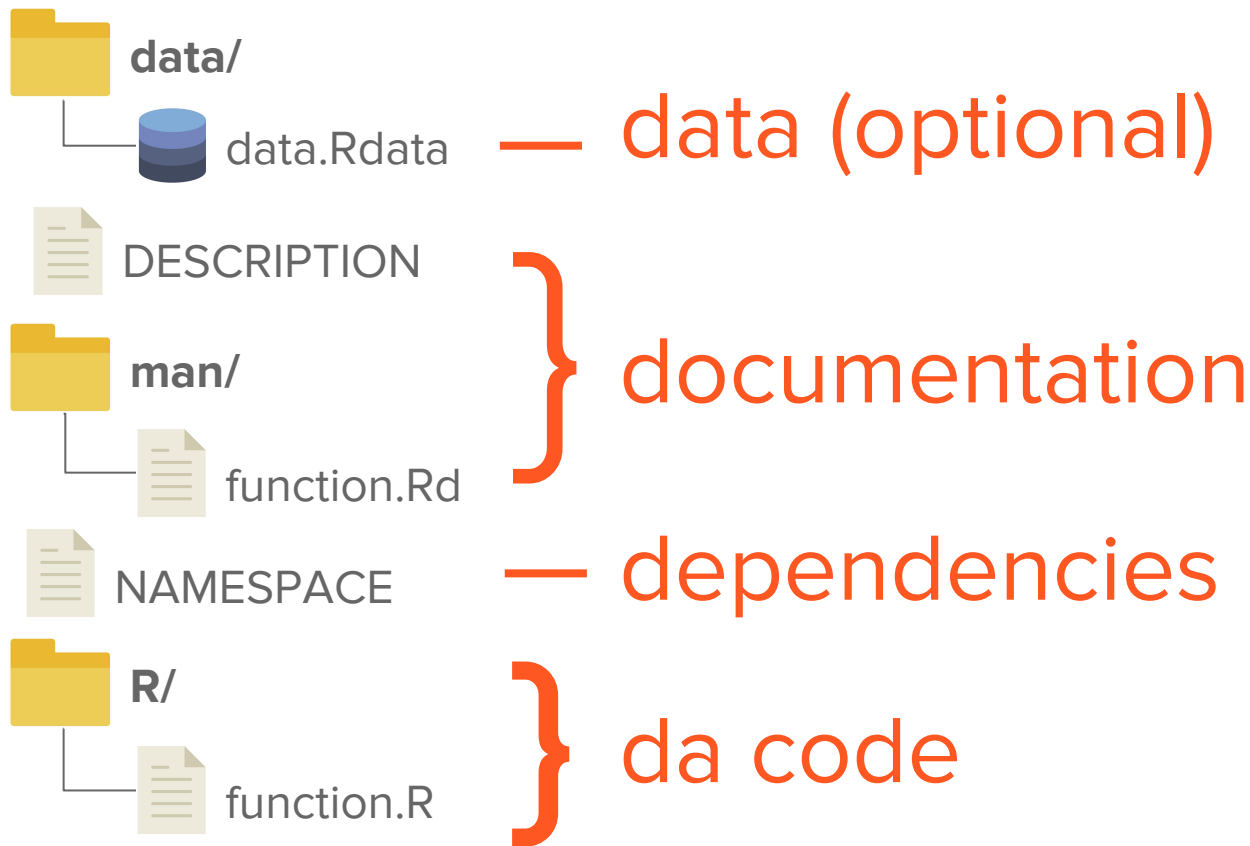 data/
data.Rdata — data (optional)
DESCRIPTION
} documentation
man/
function.Rd
NAMESPACE — dependencies
R/
} da code
function.R